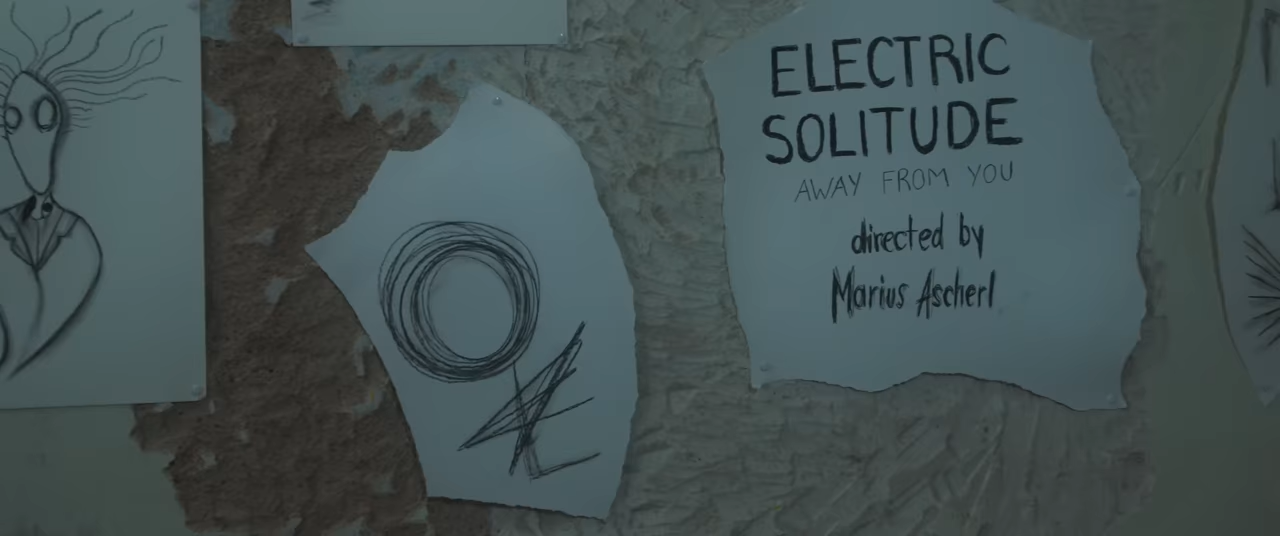 ELECTRIC
SOLITUDE
AWAY FROM YOU
directed by
Marius Ascherl